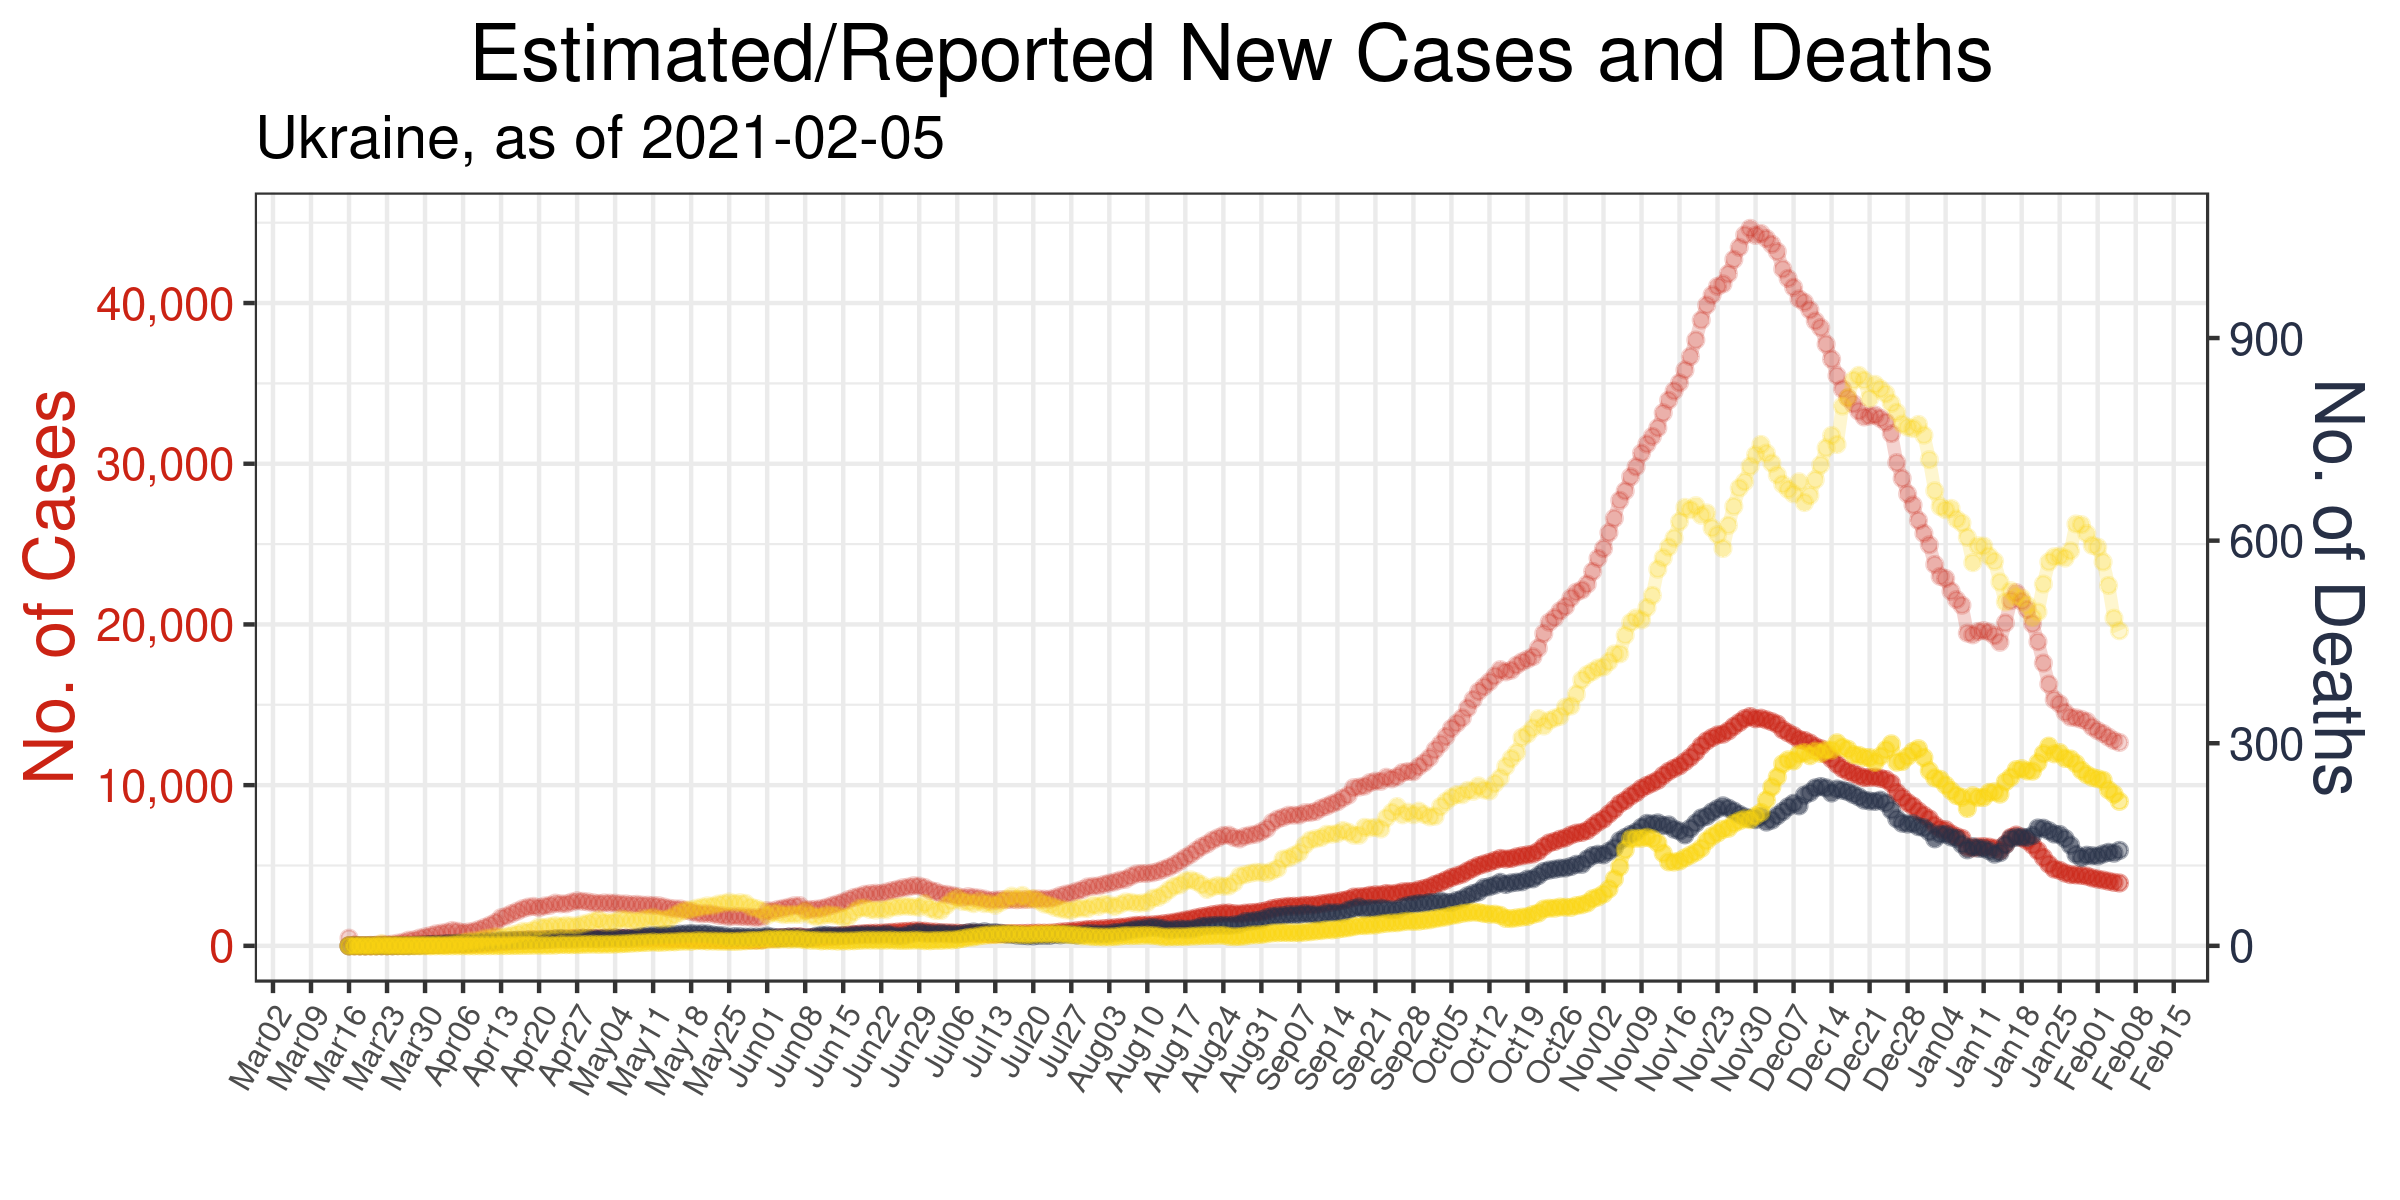 Estimated/Reported New Cases and Deaths
Ukraine, as of 2021-02-05
No. of Cases
40,000
30,000
20,000
10,000
0
900
600
300
0
No. of Deaths
Mar02 Mar09 Mar16 Mar23 Mar30 Apr06 Apr13 Apr20 Apr27 May04 May11 May18 May25 Jun01 Jun08 Jun15 Jun22 Jun29 Jul06 Jul13 Jul20 Jul27 Aug03 Aug10 Aug17 Aug24 Aug31 Sep07 Sep14 Sep21 Sep28 Oct05 Oct12 Oct19 Oct26 Nov02 Nov09 Nov16 Nov23 Nov30 Dec07 Dec14 Dec21 Dec28 Jan04 Jan11 Jan18 Jan25 Feb01 Feb08 Feb15